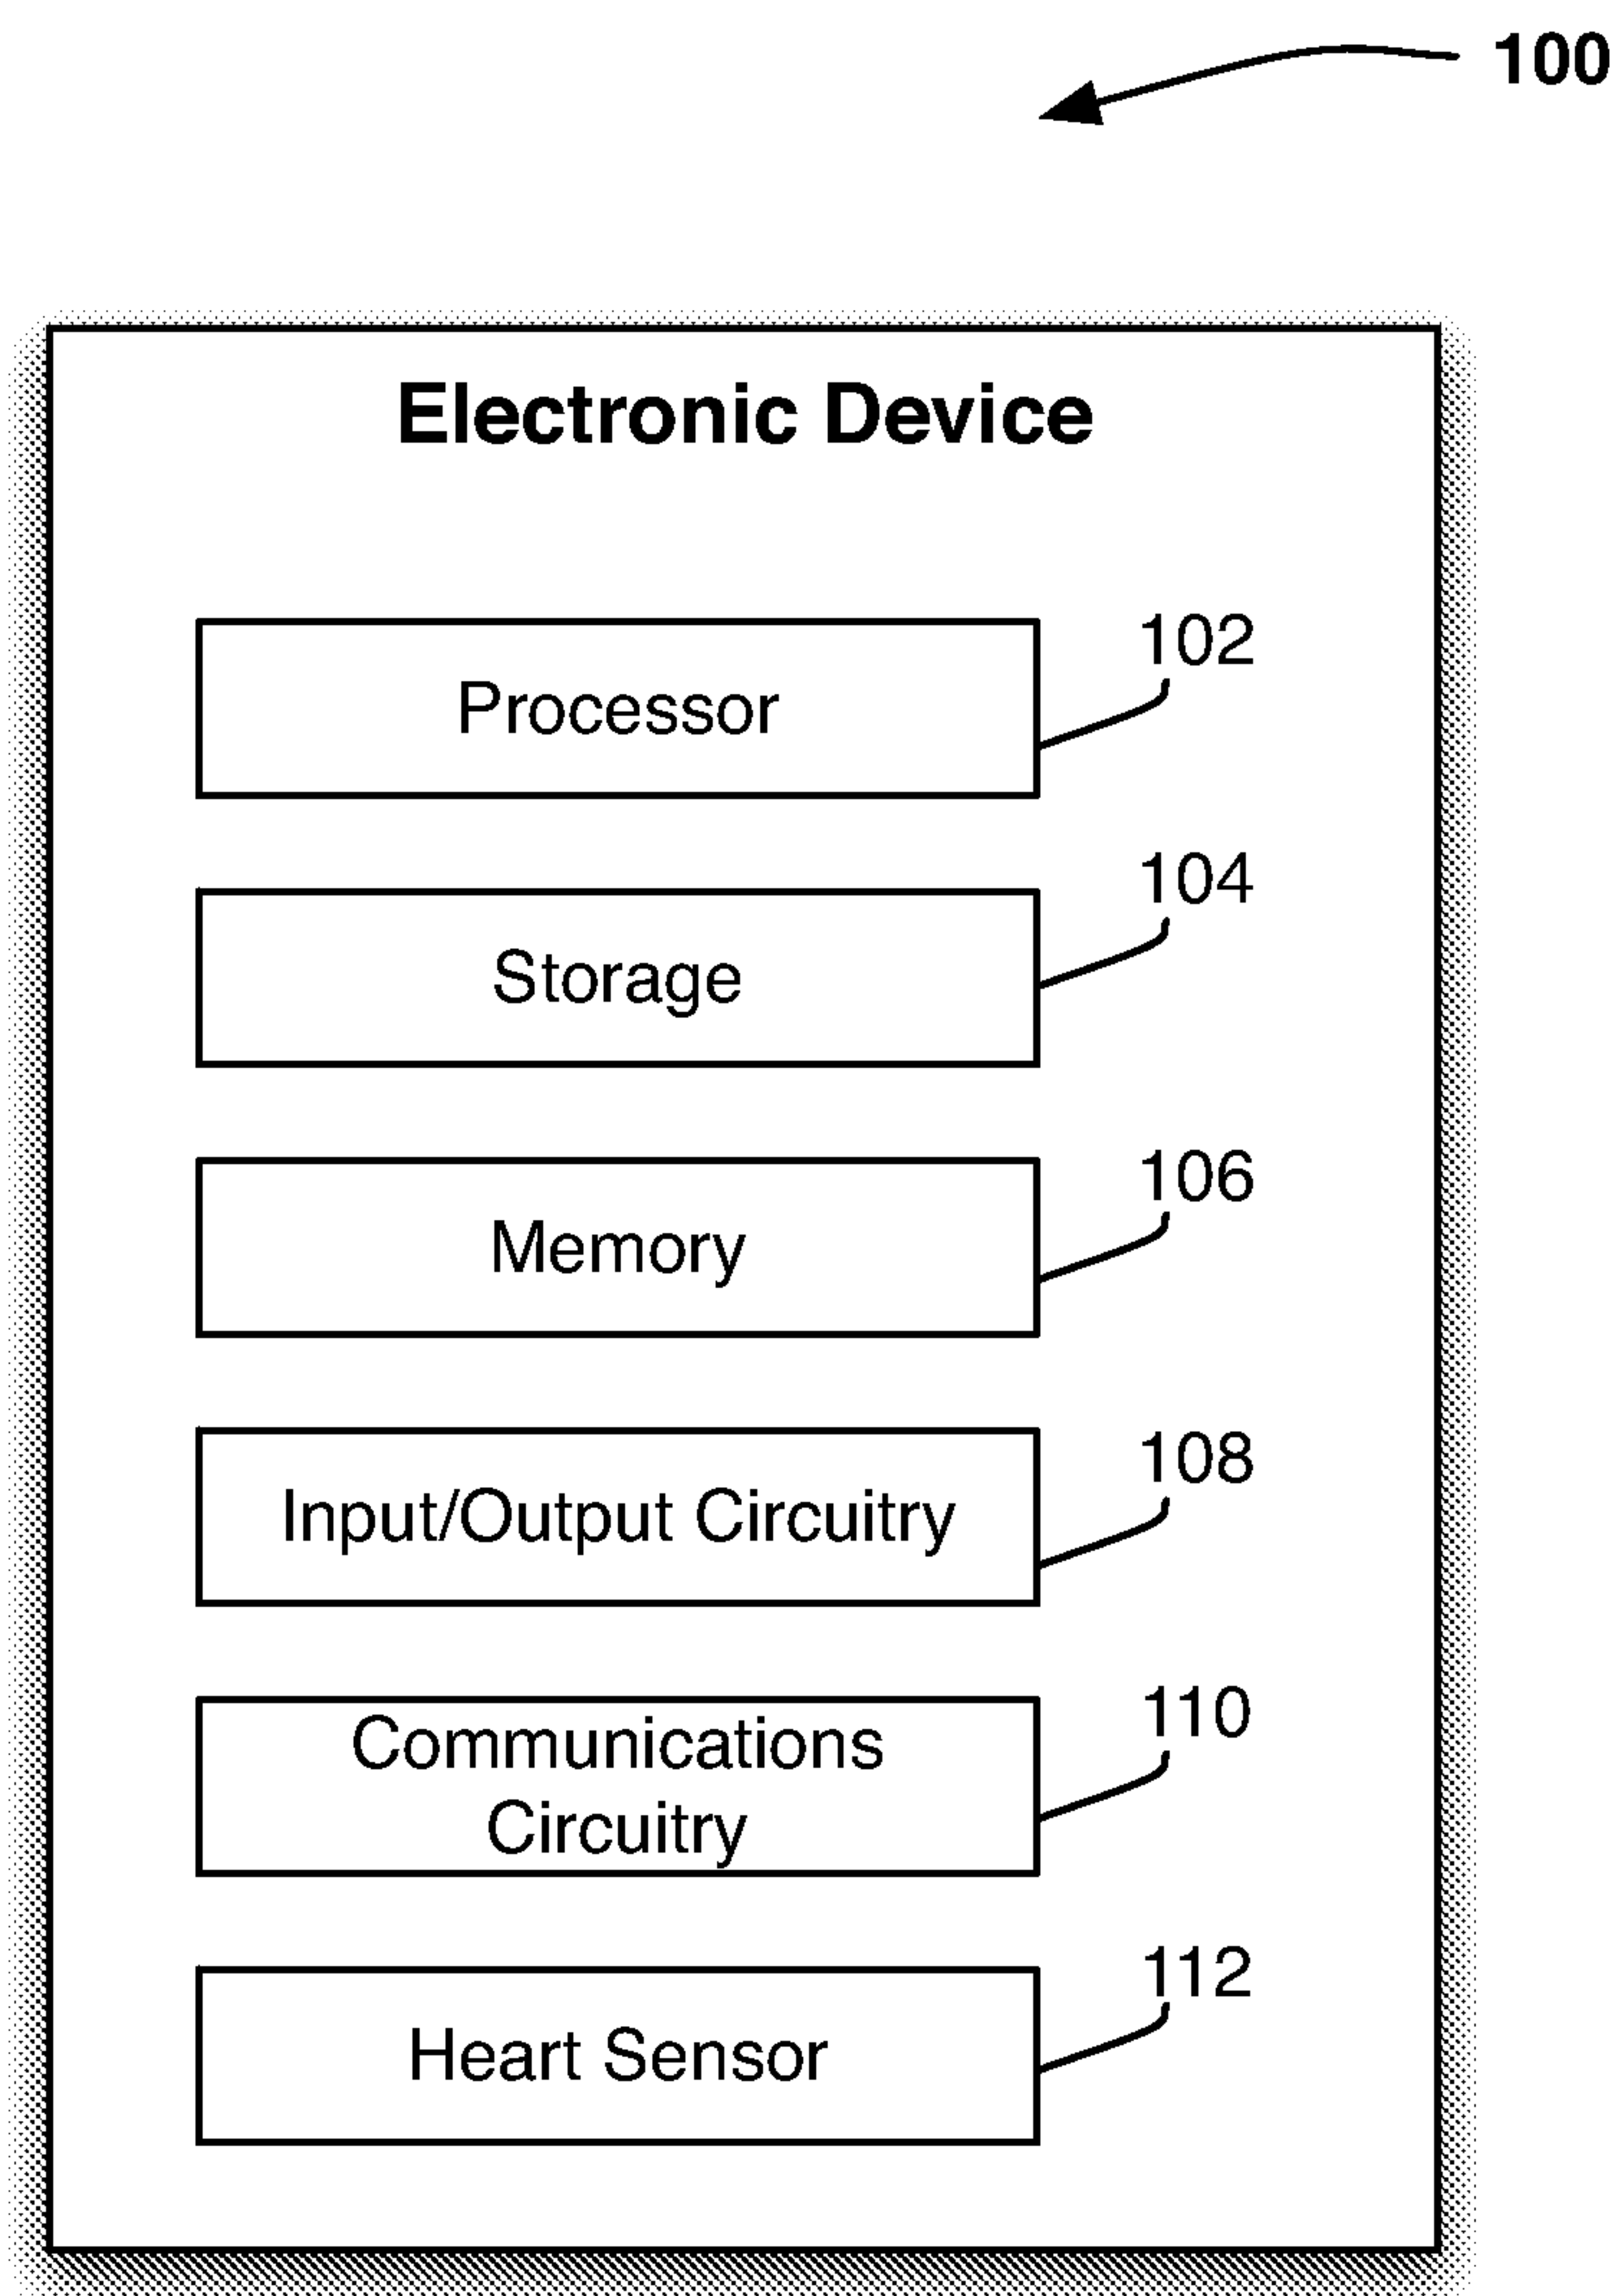 100
Electronic Device
102
Processor
104
Storage
106
Memory
108
Input/Output Circuitry
110
Communications
Circuitry
112
Heart Sensor